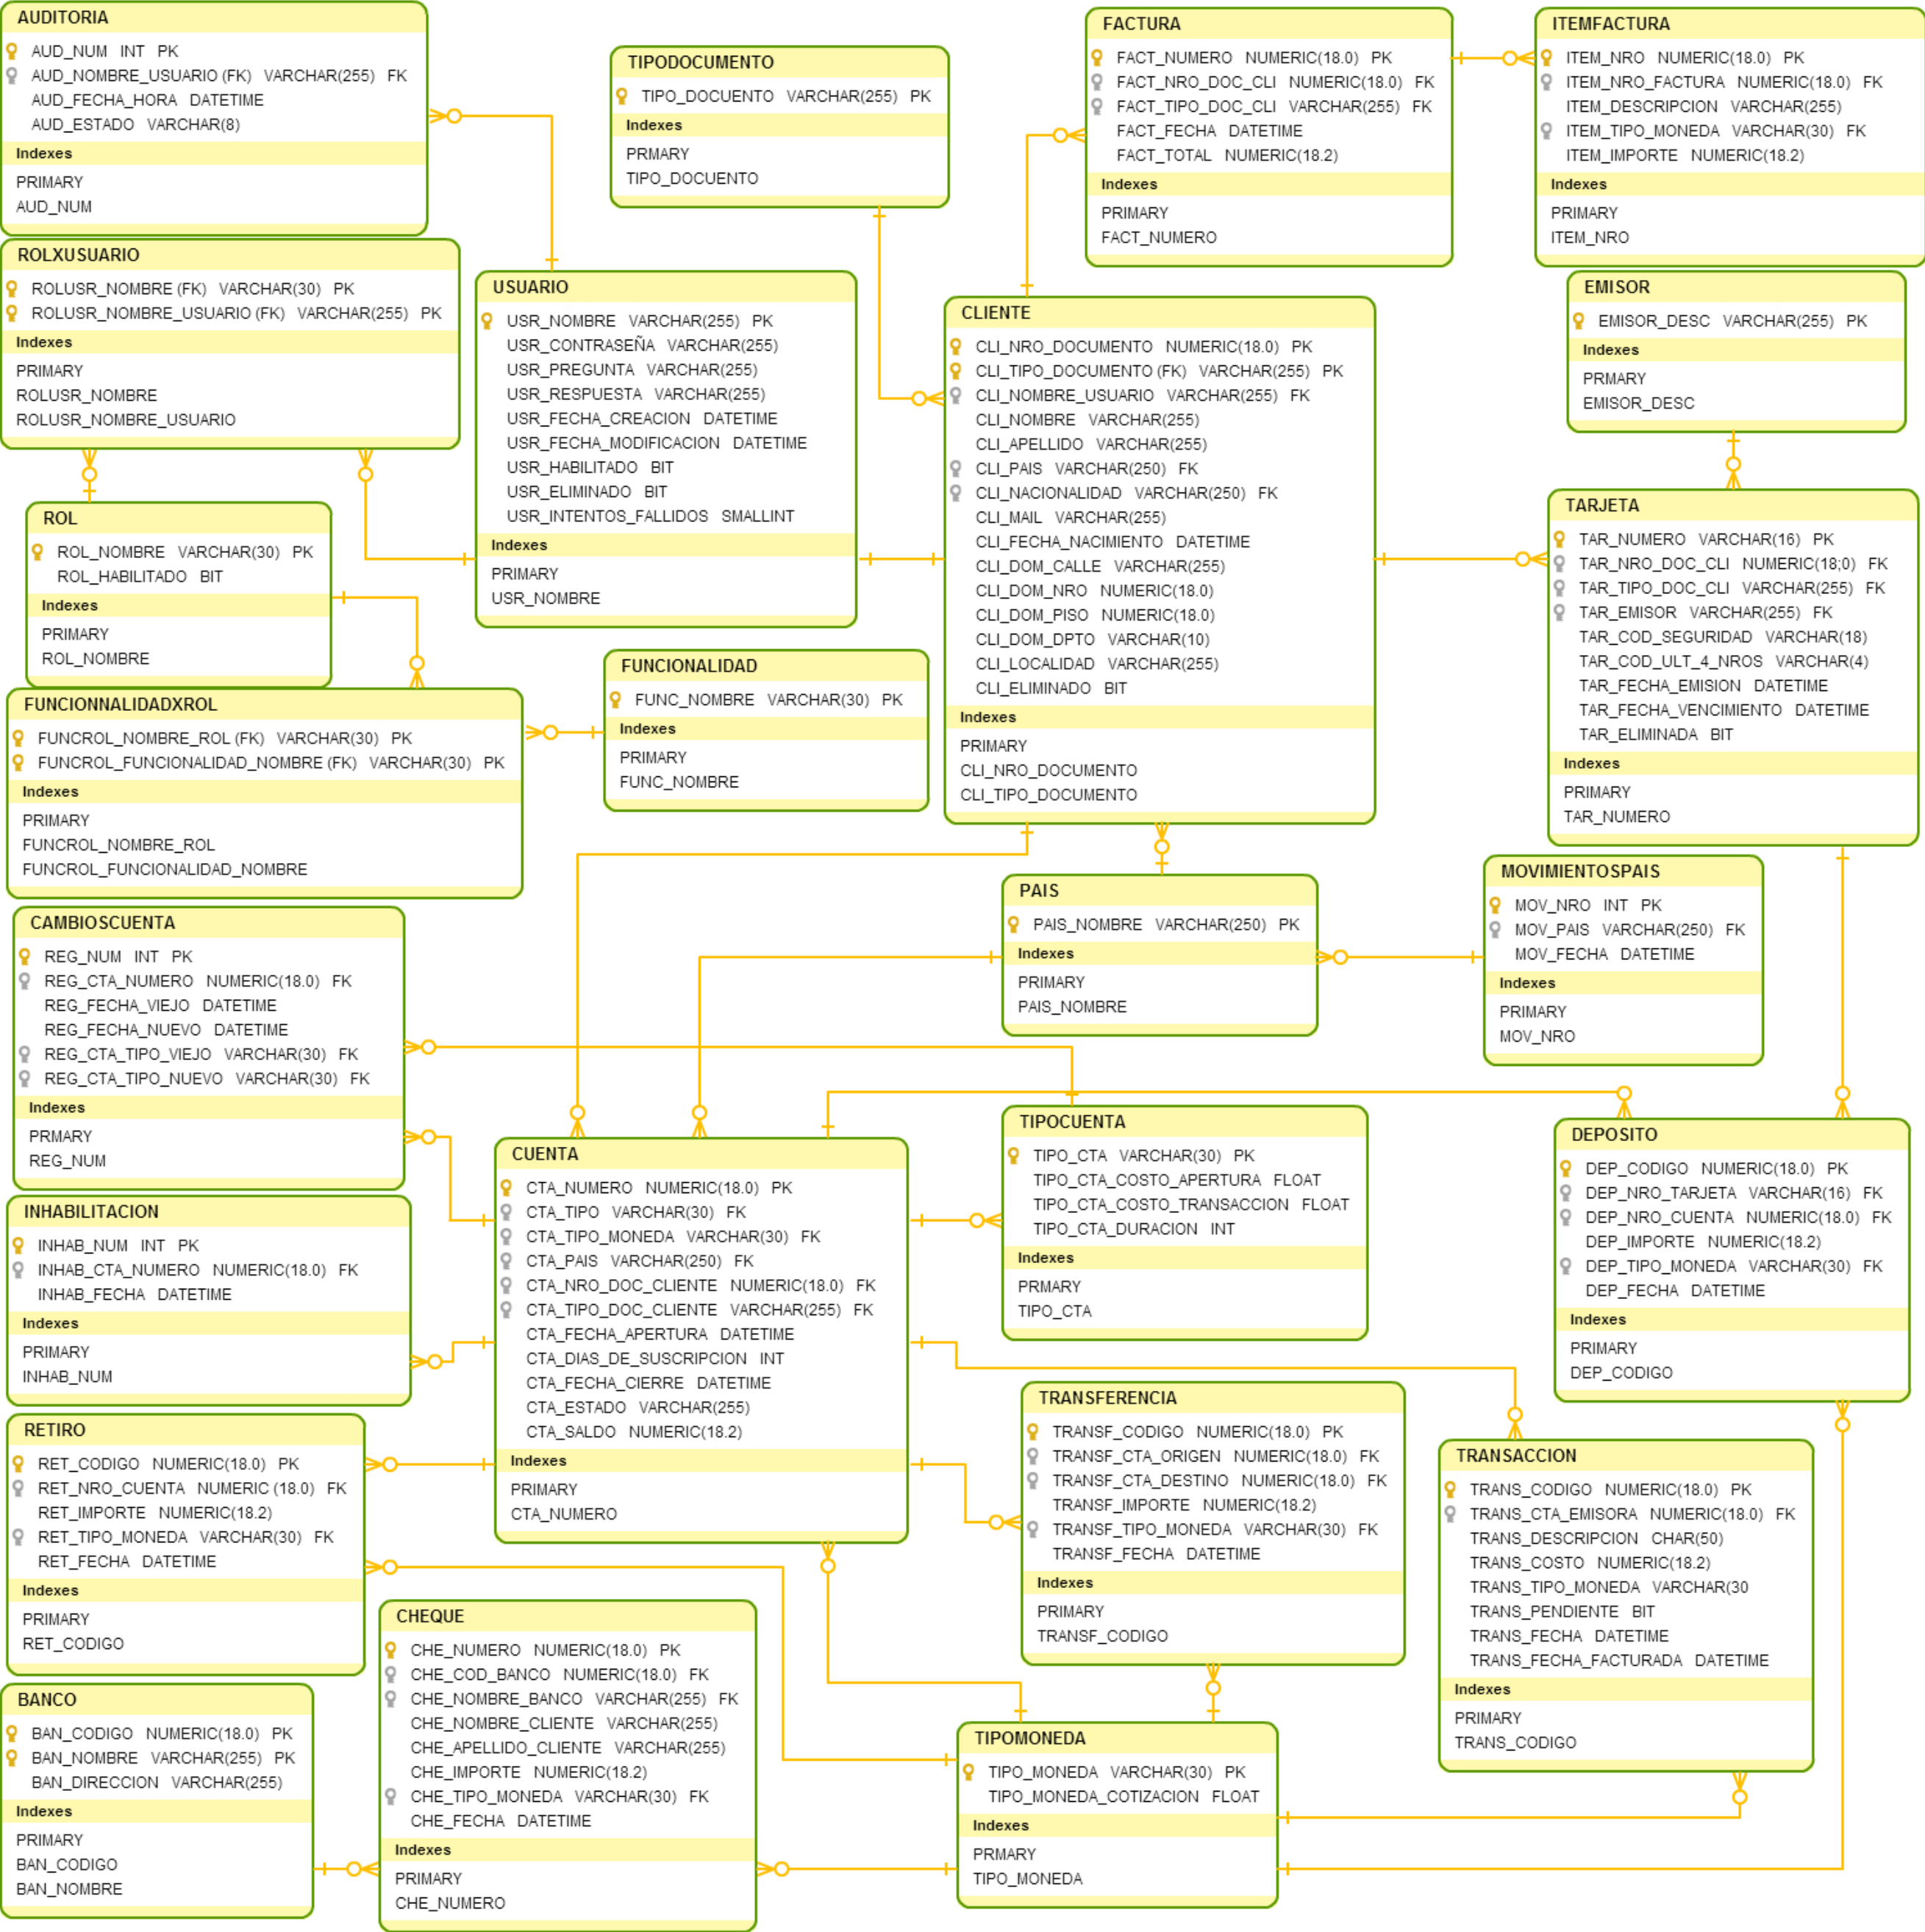 AUDITORIA
AUD_NUM INT PK
AUD_NOMBRE_USUARIO (FK) VARCHAR(255) FK
AUD_FECHA_HORA DATETIME
AUD_ESTADO VARCHAR(8)
Indexes
PRIMARY
AUD_NUM
TIPODOCUMENTO
TIPO_DOCUENTO VARCHAR(255) PK
Indexes
PRMARY
TIPO_DOCUENTO
FACTURA
FACT_NUMERO NUMERIC(18.0) PK
FACT_NRO_DOC_CLI NUMERIC(18.0) FK
FACT_TIPO_DOC_CLI VARCHAR(255) FK
FACT_FECHA DATETIME
FACT_TOTAL NUMERIC(18.2)
Indexes
PRIMARY
FACT_NUMERO
ITEMFACTURA
ITEM_NRO NUMERIC(18.0) PK
ITEM_NRO_FACTURA NUMERIC(18.0) FK
ITEM_DESCRIPCION VARCHAR(255)
ITEM_TIPO_MONEDA VARCHAR(30) FK
ITEM_IMPORTE NUMERIC(18.2)
Indexes
PRIMARY
ITEM_NRO
ROLXUSUARIO
ROLUSR_NOMBRE (FK) VARCHAR(30) PK
ROLUSR_NOMBRE_USUARIO (FK) VARCHAR(255) PK
Indexes
PRIMARY
ROLUSR_NOMBRE
ROLUSR_NOMBRE_USUARIO
USUARIO
USR_NOMBRE VARCHAR(255) PK
USR_CONTRASEÑA VARCHAR(255)
USR_PREGUNTA VARCHAR(255)
USR_RESPUESTA VARCHAR(255)
USR_FECHA_CREACION DATETIME
USR_FECHA_MODIFICACION DATETIME
USR_HABILITADO BIT
USR_ELIMINADO BIT
USR_INTENTOS_FALLIDOS SMALLINT
Indexes
PRIMARY
USR_NOMBRE
CLIENTE
CLI_NRO_DOCUMENTO NUMERIC(18.0) PK
CLI_TIPO_DOCUMENTO (FK) VARCHAR(255) PK
CLI_NOMBRE_USUARIO VARCHAR(255) FK
CLI_NOMBRE VARCHAR(255)
CLI_APELLIDO VARCHAR(255)
CLI_PAIS VARCHAR(250) FK
CLI_NACIONALIDAD VARCHAR(250) FK
CLI_MAIL VARCHAR(255)
CLI_FECHA_NACIMIENTO DATETIME
CLI_DOM_CALLE VARCHAR(255)
CLI_DOM_NRO NUMERIC(18.0)
CLI_DOM_PISO NUMERIC(18.0)
CLI_DOM_DPTO VARCHAR(10)
CLI_LOCALIDAD VARCHAR(255)
CLI_ELIMINADO BIT
Indexes
PRIMARY
CLI_NRO_DOCUMENTO
CLI_TIPO_DOCUMENTO
EMISOR
EMISOR_DESC VARCHAR(255) PK
Indexes
PRMARY
EMISOR_DESC
TARJETA
TAR_NUMERO VARCHAR(16) PK
TAR_NRO_DOC_CLI NUMERIC(18;0) FK
TAR_TIPO_DOC_CLI VARCHAR(255) FK
TAR_EMISOR VARCHAR(255) FK
TAR_COD_SEGURIDAD VARCHAR(18)
TAR_COD_ULT_4_NROS VARCHAR(4)
TAR_FECHA_EMISION DATETIME
TAR_FECHA_VENCIMIENTO DATETIME
TAR_ELIMINADA BIT
Indexes
PRIMARY
TAR_NUMERO
ROL
ROL_NOMBRE VARCHAR(30) PK
ROL_HABILITADO BIT
Indexes
PRIMARY
ROL_NOMBRE
FUNCIONALIDAD
FUNC_NOMBRE VARCHAR(30) PK
Indexes
PRIMARY
FUNC_NOMBRE
FUNCIONNALIDADXROL
FUNCROL_NOMBRE_ROL (FK) VARCHAR(30) PK
FUNCROL_FUNCIONALIDAD_NOMBRE (FK) VARCHAR(30) PK
Indexes
PRIMARY
FUNCROL_NOMBRE_ROL
FUNCROL_FUNCIONALIDAD_NOMBRE
PAIS
PAIS_NOMBRE VARCHAR(250) PK
Indexes
PRIMARY
PAIS_NOMBRE
MOVIMIENTOSPAIS
MOV_NRO INT PK
MOV_PAIS VARCHAR(250) FK
MOV_FECHA DATETIME
Indexes
PRIMARY
MOV_NRO
CAMBIOSCUENTA
REG_NUM INT PK
REG_CTA_NUMERO NUMERIC(18.0) FK
REG_FECHA_VIEJO DATETIME
REG_FECHA_NUEVO DATETIME
REG_CTA_TIPO_VIEJO VARCHAR(30) FK
REG_CTA_TIPO_NUEVO VARCHAR(30) FK
Indexes
PRMARY
REG_NUM
CUENTA
CTA_NUMERO NUMERIC(18.0) PK
CTA_TIPO VARCHAR(30) FK
CTA_TIPO_MONEDA VARCHAR(30) FK
CTA_PAIS VARCHAR(250) FK
CTA_NRO_DOC_CLIENTE NUMERIC(18.0) FK
CTA_TIPO_DOC_CLIENTE VARCHAR(255) FK
CTA_FECHA_APERTURA DATETIME
CTA_DIAS_DE_SUSCRIPCION INT
CTA_FECHA_CIERRE DATETIME
CTA_ESTADO VARCHAR(255)
CTA_SALDO NUMERIC(18.2)
Indexes
PRIMARY
CTA_NUMERO
TIPOCUENTA
TIPO_CTA VARCHAR(30) PK
TIPO_CTA_COSTO_APERTURA FLOAT
TIPO_CTA_COSTO_TRANSACCION FLOAT
TIPO_CTA_DURACION INT
Indexes
PRMARY
TIPO_CTA
DEPOSITO
DEP_CODIGO NUMERIC(18.0) PK
DEP_NRO_TARJETA VARCHAR(16) FK
DEP_NRO_CUENTA NUMERIC(18.0) FK
DEP_IMPORTE NUMERIC(18.2)
DEP_TIPO_MONEDA VARCHAR(30) FK
DEP_FECHA DATETIME
Indexes
PRIMARY
DEP_CODIGO
INHABILITACION
INHAB_NUM INT PK
INHAB_CTA_NUMERO NUMERIC(18.0) FK
INHAB_FECHA DATETIME
Indexes
PRIMARY
INHAB_NUM
TRANSFERENCIA
TRANSF_CODIGO NUMERIC(18.0) PK
TRANSF_CTA_ORIGEN NUMERIC(18.0) FK
TRANSF_CTA_DESTINO NUMERIC(18.0) FK
TRANSF_IMPORTE NUMERIC(18.2)
TRANSF_TIPO_MONEDA VARCHAR(30) FK
TRANSF_FECHA DATETIME
Indexes
PRIMARY
TRANSF_CODIGO
TRANSACCION
TRANS_CODIGO NUMERIC(18.0) PK
TRANS_CTA_EMISORA NUMERIC(18.0) FK
TRANS_DESCRIPCION CHAR(50)
TRANS_COSTO NUMERIC(18.2)
TRANS_TIPO_MONEDA VARCHAR(30
TRANS_PENDIENTE BIT
TRANS_FECHA DATETIME
TRANS_FECHA_FACTURADA DATETIME
Indexes
PRIMARY
TRANS_CODIGO
RETIRO
RET_CODIGO NUMERIC(18.0) PK
RET_NRO_CUENTA NUMERIC (18.0) FK
RET_IMPORTE NUMERIC(18.2)
RET_TIPO_MONEDA VARCHAR(30) FK
RET_FECHA DATETIME
Indexes
PRIMARY
RET_CODIGO
CHEQUE
CHE_NUMERO NUMERIC(18.0) PK
CHE_COD_BANCO NUMERIC(18.0) FK
CHE_NOMBRE_BANCO VARCHAR(255) FK
CHE_NOMBRE_CLIENTE VARCHAR(255)
CHE_APELLIDO_CLIENTE VARCHAR(255)
CHE_IMPORTE NUMERIC(18.2)
CHE_TIPO_MONEDA VARCHAR(30) FK
CHE_FECHA DATETIME
Indexes
PRIMARY
CHE_NUMERO
BANCO
BAN_CODIGO NUMERIC(18.0) PK
BAN_NOMBRE VARCHAR(255) PK
BAN_DIRECCION VARCHAR(255)
Indexes
PRIMARY
BAN_CODIGO
BAN_NOMBRE
TIPOMONEDA
TIPO_MONEDA VARCHAR(30) PK
TIPO_MONEDA_COTIZACION FLOAT
Indexes
PRMARY
TIPO_MONEDA